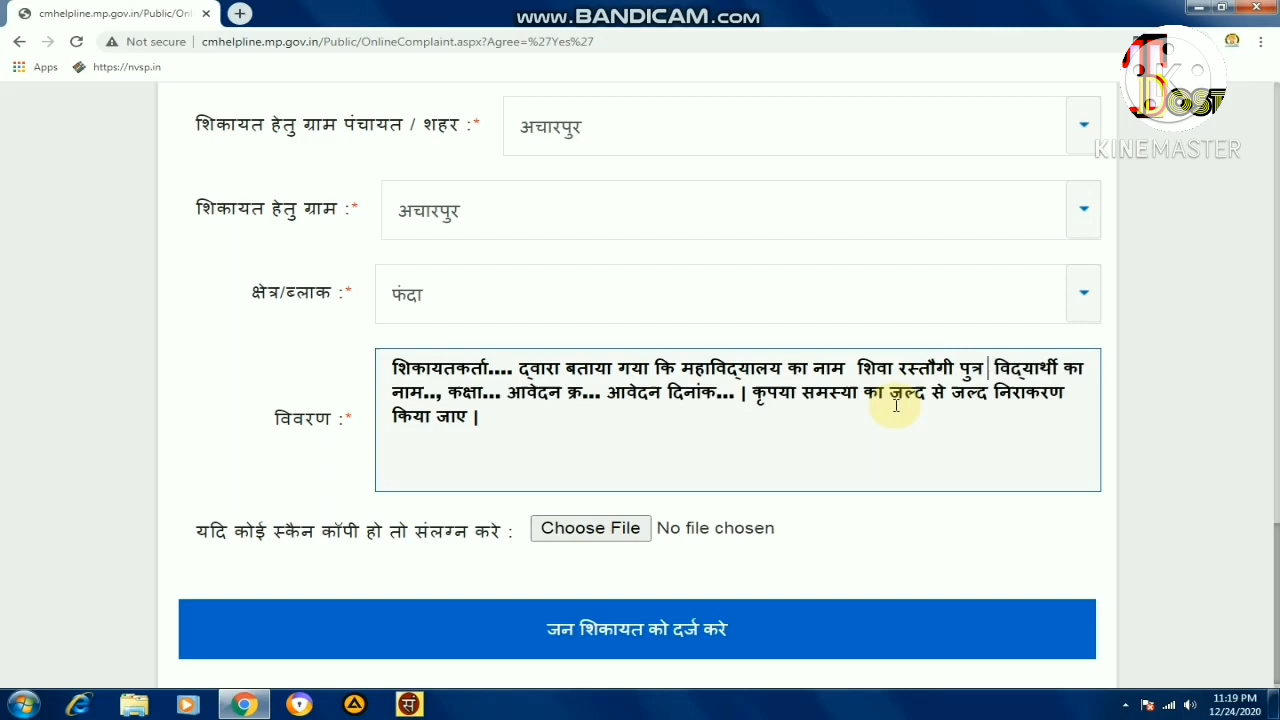 www.BANDICAM.com
cmhelpline.mp.gov.in/Public/Onl
Not secure
cmhelpline.mp.gov.in/Public/OnlineComplaint.aspx?Agree=%27Yes%27
Apps
https://nvsp.in
K
DOST
KINEMASTER
शिकायत हेतु ग्राम पंचायत / शहर :*
अचारपुर
शिकायत हेतु ग्राम :*
अचारपुर
क्षेत्र/ब्लाक :*
फंदा
विवरण :*
शिकायतकर्ता.... द्वारा बताया गया कि महाविद्यालय का नाम शिवा रस्तौगी पुत्र विद्यार्थी का
नाम.., कक्षा... आवेदन क्र... आवेदन दिनांक... | कृपया समस्या का जल्द से जल्द निराकरण
किया जाए |
यदि कोई स्कैन कॉपी हो तो संलग्न करे :
Choose File No file chosen
जन शिकायत को दर्ज करे
स
11:19 PM
12/24/2020